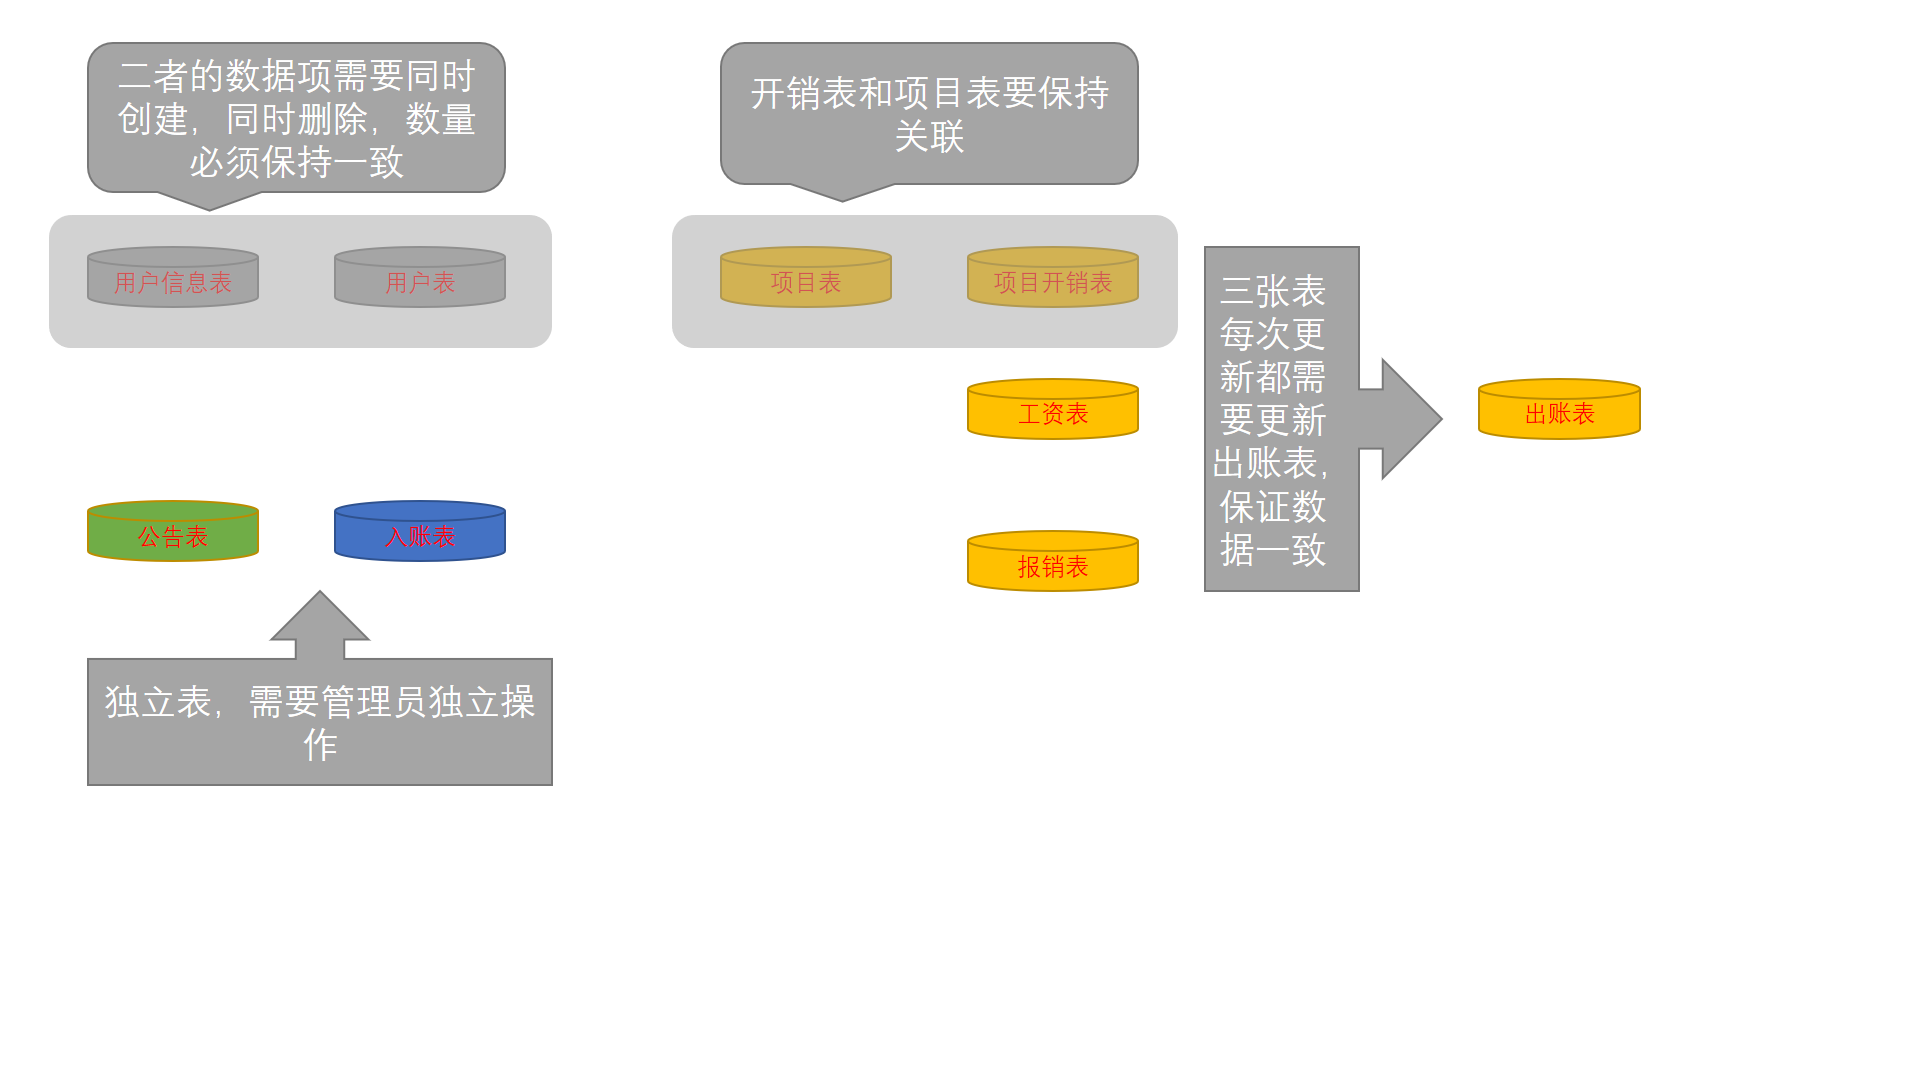 二者的数据项需要同时
创建，同时删除，数量
必须保持一致
开销表和项目表要保持
关联
用户信息表
用户表
项目表
项目开销表
三张表
每次更
新都需
要更新
出账表，
保证数
据一致
工资表
出账表
公告表
入账表
报销表
独立表，需要管理员独立操
作